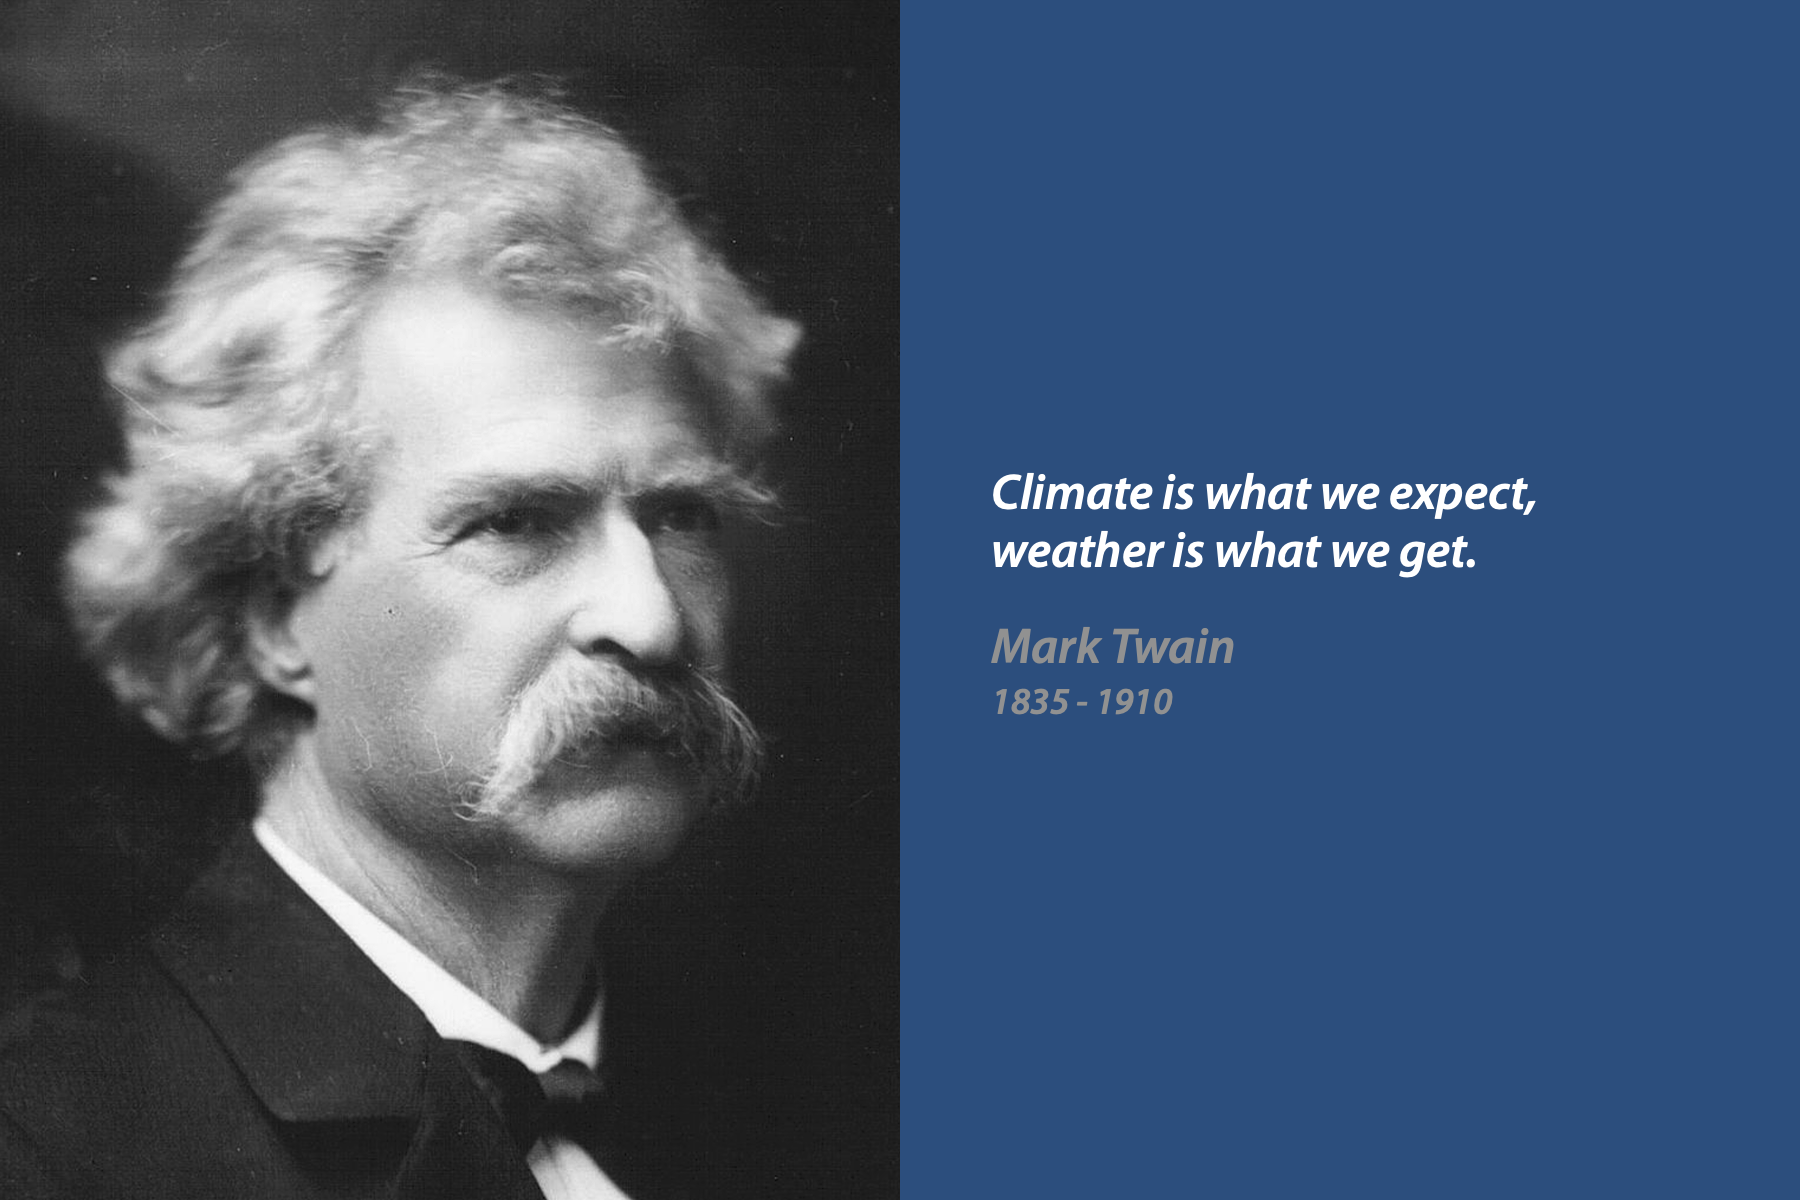 Climate is what we expect,
weather is what we get.
Mark Twain
1835 - 1910